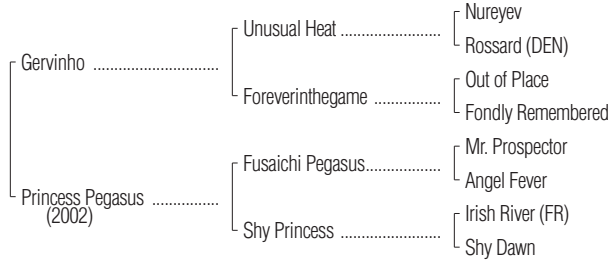 Nureyev
Unusual Heat ......................
Rossard (DEN)
Gervinho ............................
Out of Place
Foreverinthegame ...............
Fondly Remembered
Mr. Prospector
Fusaichi Pegasus.................
Angel Fever
Princess Pegasus ...............
(2002)
Irish River (FR)
Shy Princess ......................
Shy Dawn